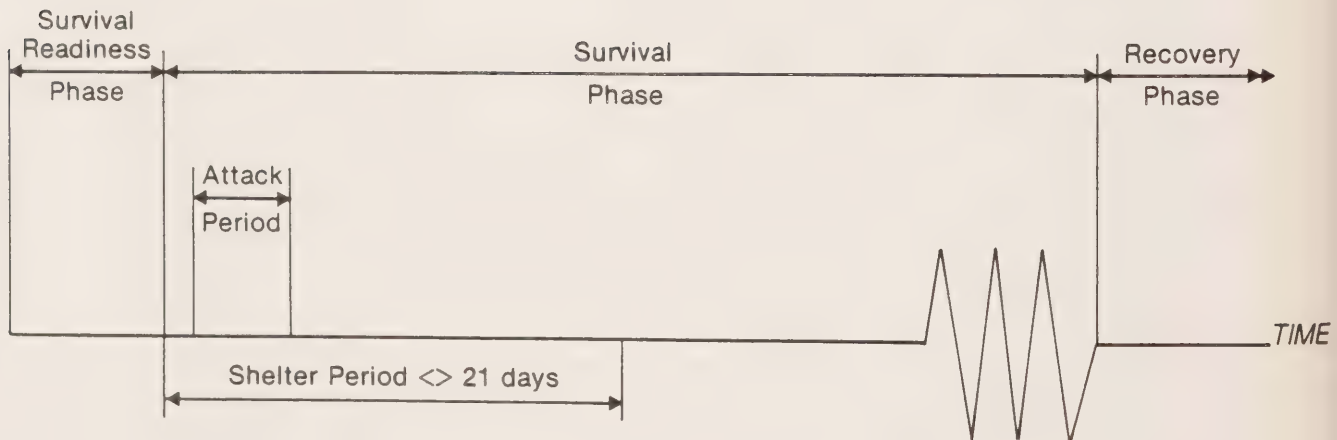 Survival
Readiness
Phase
Survival
Phase
Recovery
Phase
Attack
Period
TIME
Shelter Period <> 21 days